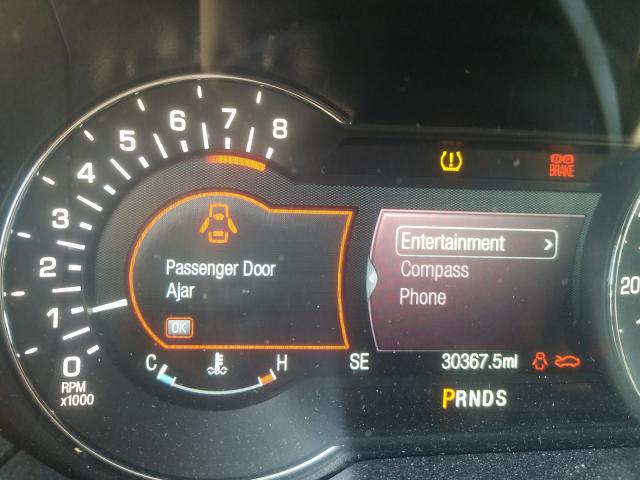 0
1
2
3
4
5
6
7
8
RPM
x1000
Passenger Door
Ajar
OK
C
H
SE
BRAKE
Entertainment >
Compass
Phone
30367.5mi
PRNDS
20